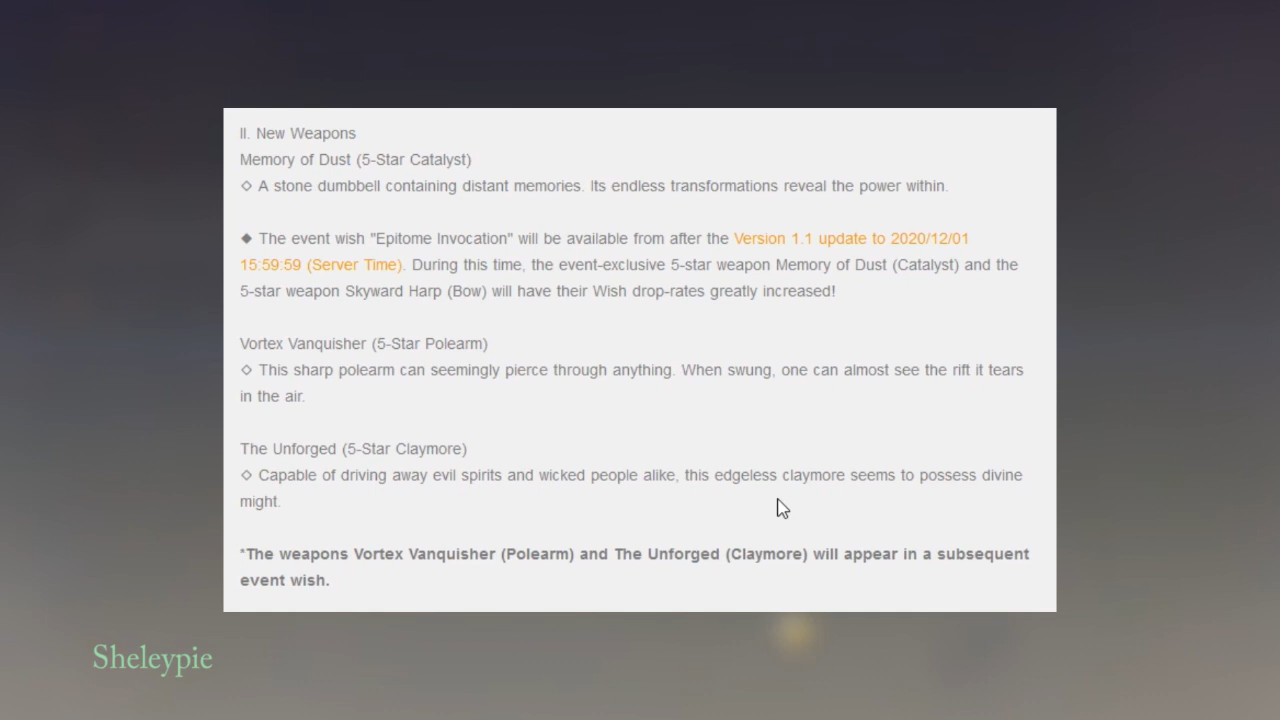 II. New Weapons
Memory of Dust (5-Star Catalyst)
◇ A stone dumbbell containing distant memories. Its endless transformations reveal the power within.
◆ The event wish "Epitome Invocation" will be available from after the Version 1.1 update to 2020/12/01
15:59:59 (Server Time). During this time, the event-exclusive 5-star weapon Memory of Dust (Catalyst) and the
5-star weapon Skyward Harp (Bow) will have their Wish drop-rates greatly increased!
Vortex Vanquisher (5-Star Polearm)
◇ This sharp polearm can seemingly pierce through anything. When swung, one can almost see the rift it tears
in the air.
The Unforged (5-Star Claymore)
◇ Capable of driving away evil spirits and wicked people alike, this edgeless claymore seems to possess divine
might.
*The weapons Vortex Vanquisher (Polearm) and The Unforged (Claymore) will appear in a subsequent
event wish.
Sheleypie